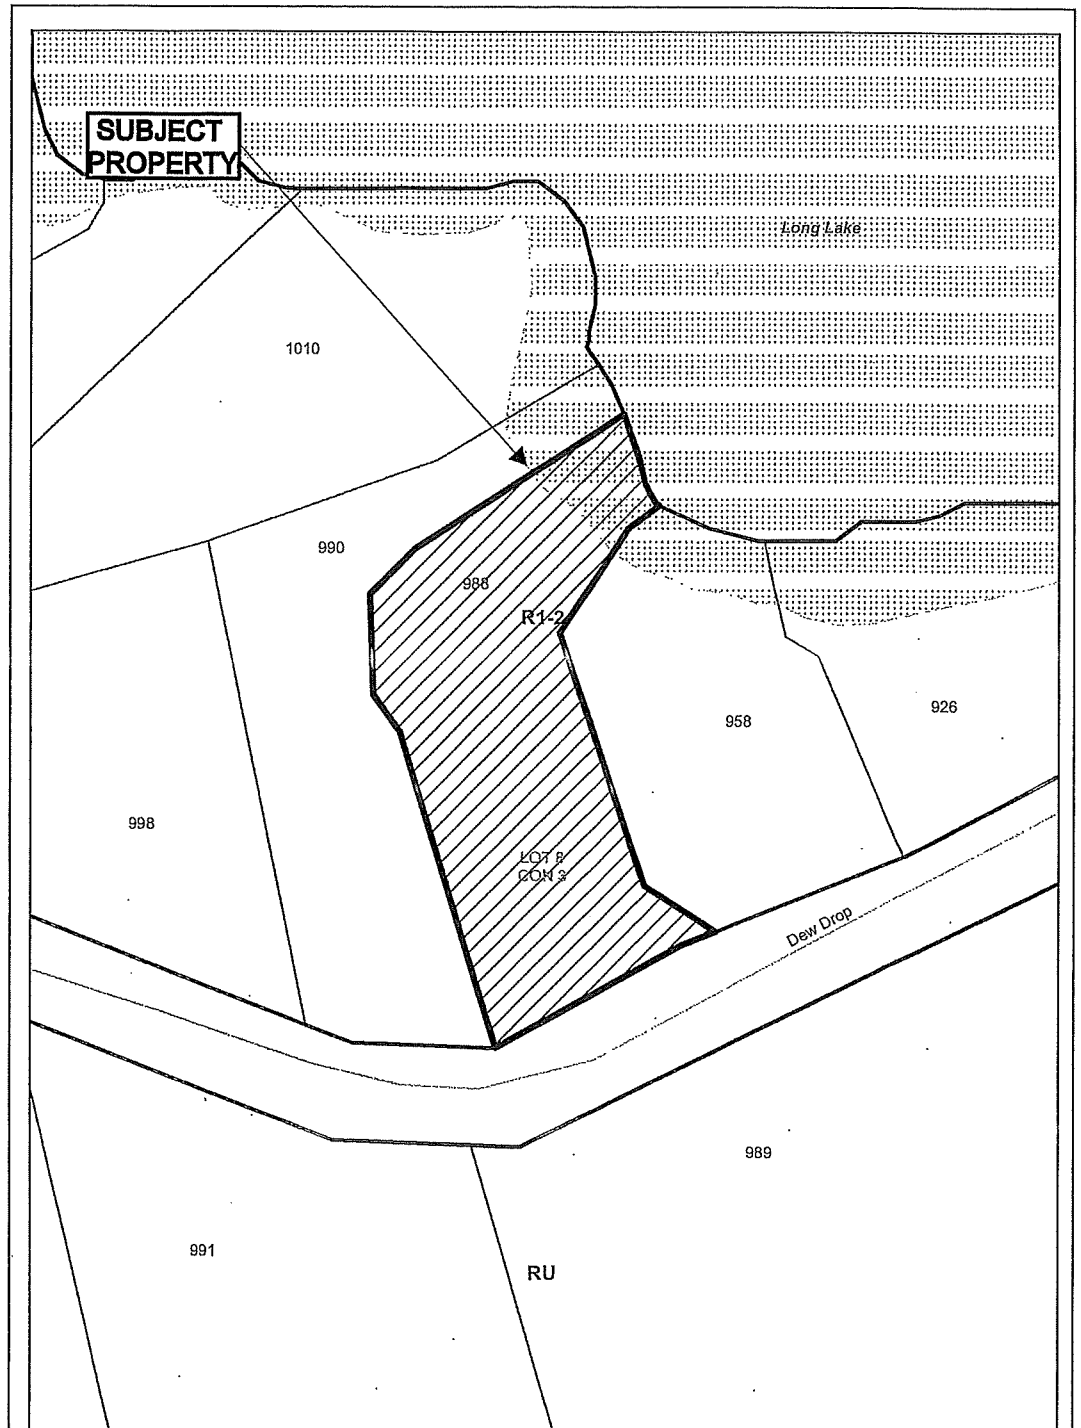 SUBJECT
PROPERTY
Long Lake
1010
990
988
R1-2
958
926
998
LOT 8
CON 3
Dew Drop
989
991
RU